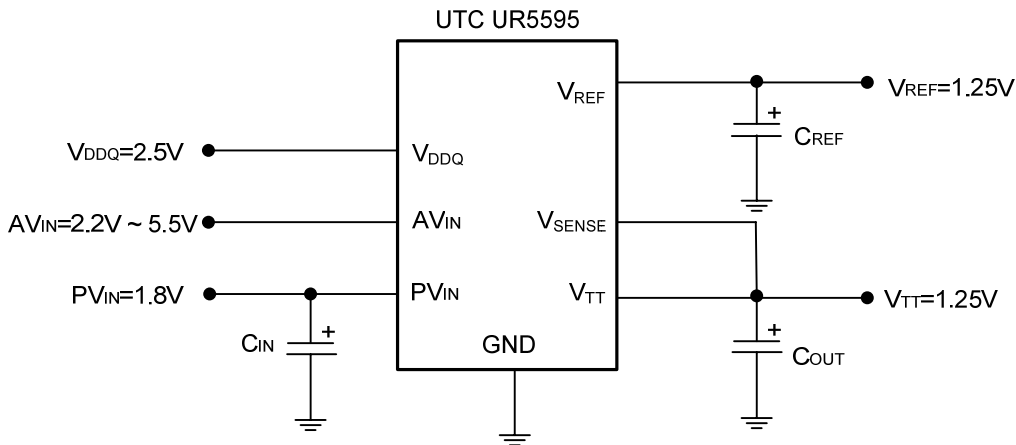 UTC UR5595
VREF
VREF=1.25V
CREF
VDDQ=2.5V
VDDQ
AVIN=2.2V ~ 5.5V
AVIN
VSENSE
PVIN=1.8V
PVIN
VTT
VTT=1.25V
CIN
GND
COUT
+
+
+